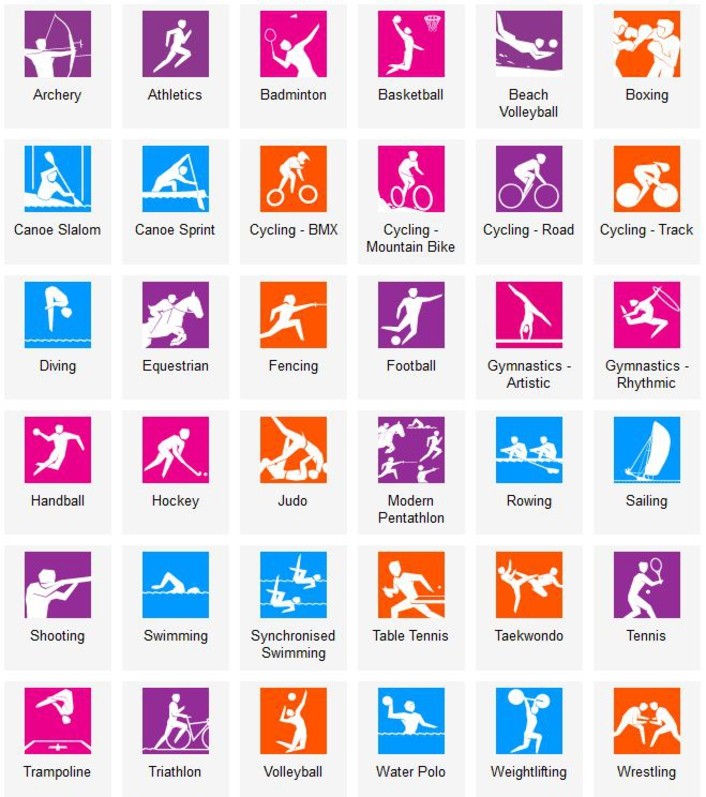 Archery
Athletics
Badminton
Basketball
Beach
Volleyball
Boxing
Canoe Slalom
Canoe Sprint
Cycling - BMX
Cycling -
Mountain Bike
Cycling - Road
Cycling - Track
Diving
Equestrian
Fencing
Football
Gymnastics -
Artistic
Gymnastics -
Rhythmic
Handball
Hockey
Judo
Modern
Pentathlon
Rowing
Sailing
Shooting
Swimming
Synchronised
Swimming
Table Tennis
Taekwondo
Tennis
Trampoline
Triathlon
Volleyball
Water Polo
Weightlifting
Wrestling